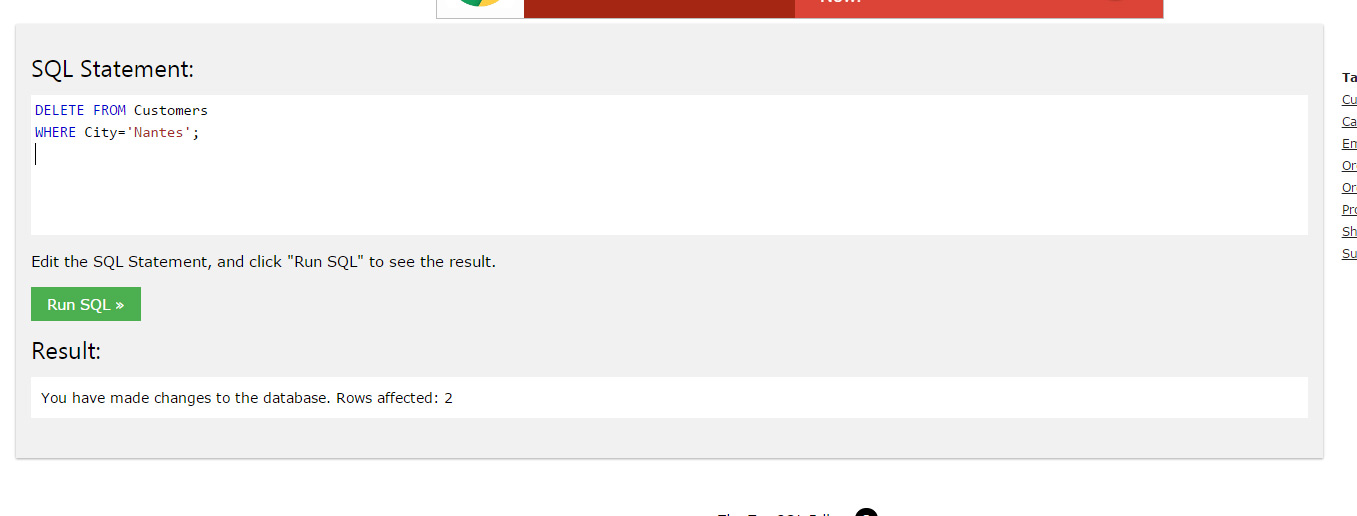 SQL Statement:
DELETE FROM Customers
WHERE City='Nantes';
Edit the SQL Statement, and click "Run SQL" to see the result.
Run SQL »
Result:
You have made changes to the database. Rows affected: 2
Ta
Cu
Ca
Em
Or
Or
Pro
Sh
Su